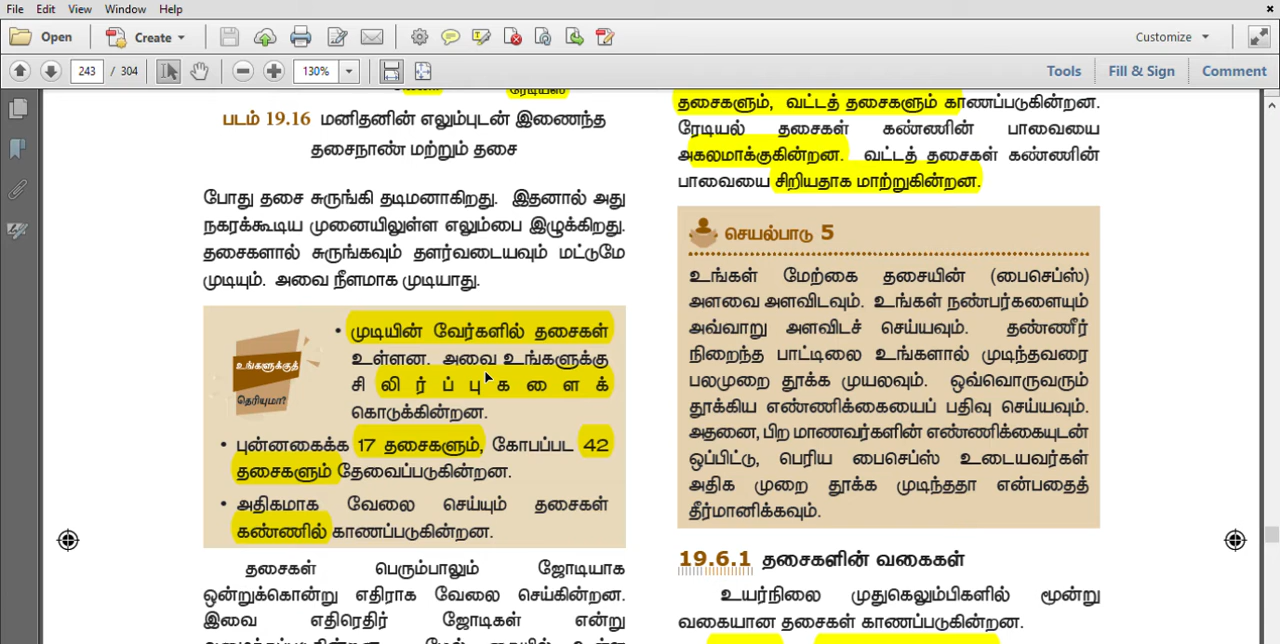 File Edit View Window Help
Open Create Customize
243 / 304 130% Tools Fill & Sign Comment
ரேடியஸ்
படம் 19.16 மனிதனின் எலும்புடன் இணைந்த
தசைநாண் மற்றும் தசை
போது தசை சுருங்கி தடிமனாகிறது. இதனால் அது
நகரக்கூடிய முனையிலுள்ள எலும்பை இழுக்கிறது.
தசைகளால் சுருங்கவும் தளர்வடையவும் மட்டுமே
முடியும். அவை நீளமாக முடியாது.
உங்களுக்குத்
தெரியுமா?
• முடியின் வேர்களில் தசைகள்
உள்ளன. அவை உங்களுக்கு
சி லி ர் ப் பு க ளை க்
கொடுக்கின்றன.
• புன்னகைக்க 17 தசைகளும், கோபப்பட 42
தசைகளும் தேவைப்படுகின்றன.
• அதிகமாக வேலை செய்யும் தசைகள்
கண்ணில் காணப்படுகின்றன.
தசைகள் பெரும்பாலும் ஜோடியாக
ஒன்றுக்கொன்று எதிராக வேலை செய்கின்றன.
இவை எதிரெதிர் ஜோடிகள் என்று
தசைகளும், வட்டத் தசைகளும் காணப்படுகின்றன.
ரேடியல் தசைகள் கண்ணின் பாவையை
அகலமாக்குகின்றன. வட்டத் தசைகள் கண்ணின்
பாவையை சிறியதாக மாற்றுகின்றன.
செயல்பாடு 5
உங்கள் மேற்கை தசையின் (பைசெப்ஸ்)
அளவை அளவிடவும். உங்கள் நண்பர்களையும்
அவ்வாறு அளவிடச் செய்யவும். தண்ணீர்
நிறைந்த பாட்டிலை உங்களால் முடிந்தவரை
பலமுறை தூக்க முயலவும். ஒவ்வொருவரும்
தூக்கிய எண்ணிக்கையைப் பதிவு செய்யவும்.
அதனை, பிற மாணவர்களின் எண்ணிக்கையுடன்
ஒப்பிட்டு, பெரிய பைசெப்ஸ் உடையவர்கள்
அதிக முறை தூக்க முடிந்ததா என்பதைத்
தீர்மானிக்கவும்.
19.6.1 தசைகளின் வகைகள்
உயர்நிலை முதுகெலும்பிகளில் மூன்று
வகையான தசைகள் காணப்படுகின்றன.